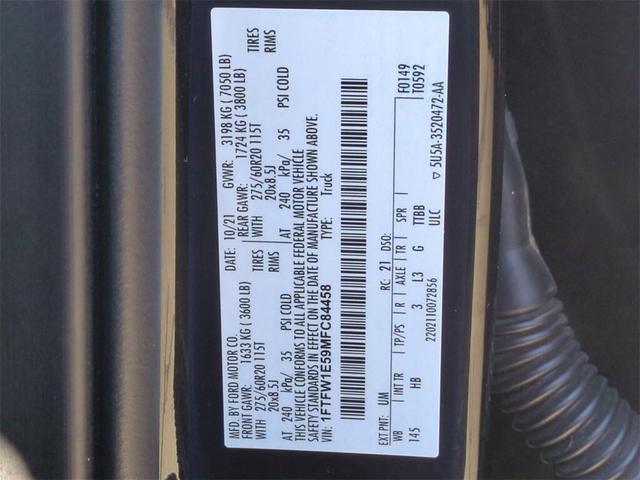 MFD. BY FORD MOTOR CO.
DATE: 10/21 GVWR: 3198 KG (7050 LB)
FRONT GAWR: 1633 KG (3600 LB) REAR GAWR: 1724 KG (3800 LB)
WITH 275/60R20 115T TIRES WITH 275/60R20 115T TIRES
20x8.5J RIMS 20x8.5J RIMS
AT 240 kPa/ 35 PSI COLD AT 240 kPa/ 35 PSI COLD
THIS VEHICLE CONFORMS TO ALL APPLICABLE FEDERAL MOTOR VEHICLE
SAFETY STANDARDS IN EFFECT ON THE DATE OF MANUFACTURE SHOWN ABOVE.
VIN: 1FTFW1E59MFC84458 TYPE: Truck
F0149
T0592
EXT PNT: UM RC: 21 DSO:
WB INT TR TP/PS R AXLE TR SPR
145 HB 3 L3 G TTBB
ULC
2202110072856
▽ 5U5A-3520472-AA